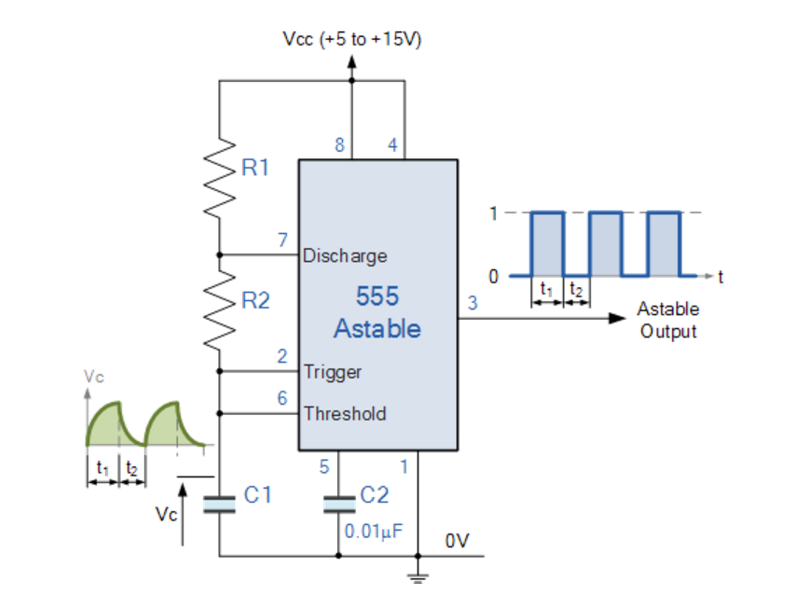 Vcc (+5 to +15V)
8
4
R1
7
Discharge
R2
555
Astable
2
Trigger
6
Threshold
3
1
0
t₁
t₂
t
Astable
Output
Vc
t₁
t₂
Vc
C1
5
C2
0.01µF
1
0V